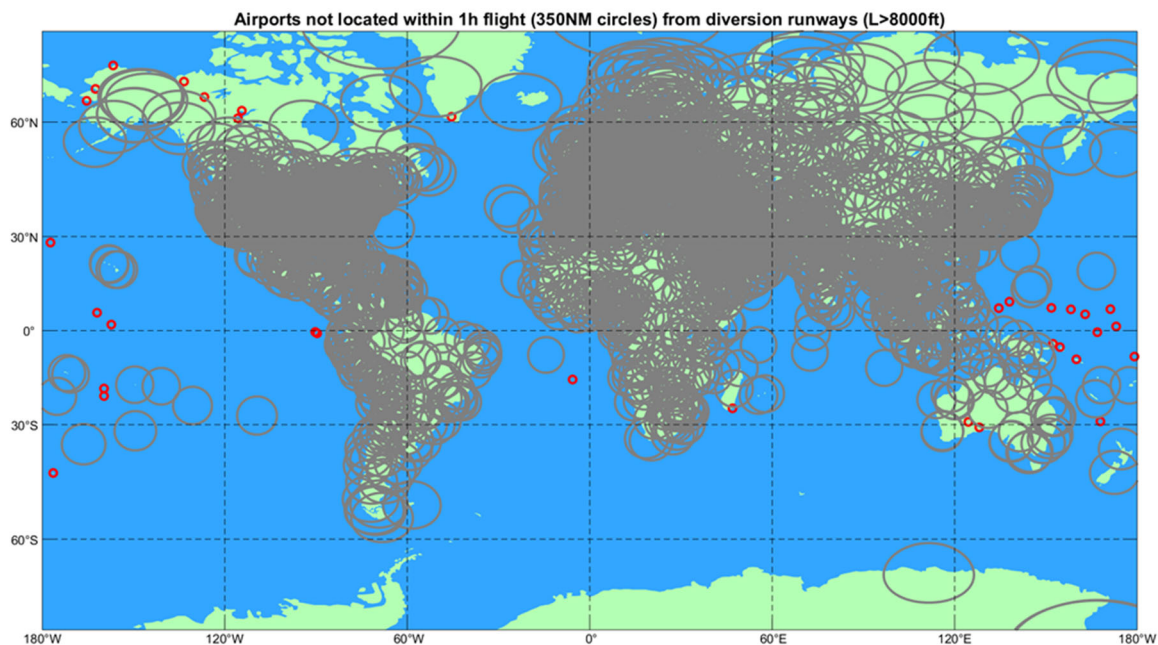 Airports not located within 1h flight (350NM circles) from diversion runways (L>8000ft)
60°N
30°N
0°
30°S
60°S
180°W 120°W 60°W 0° 60°E 120°E 180°W